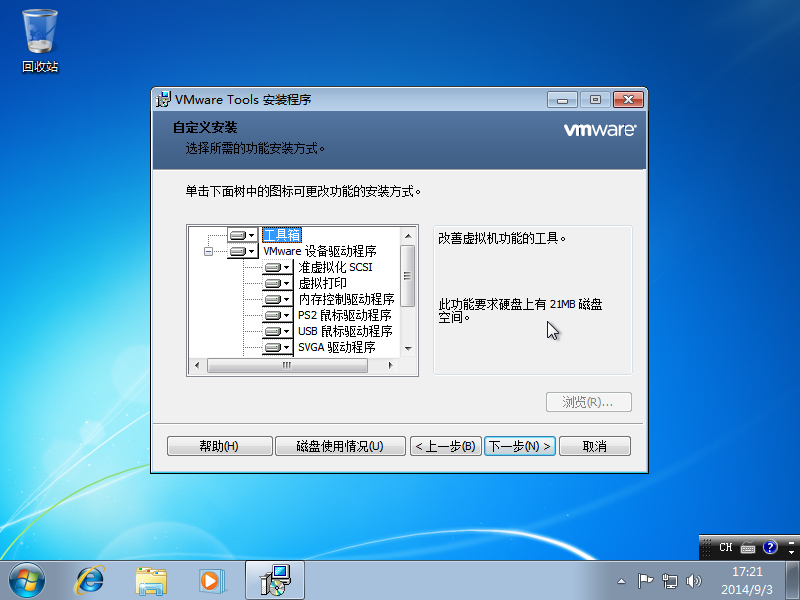 回收站
VMware Tools 安装程序
自定义安装
选择所需的功能安装方式。
vmware
单击下面树中的图标可更改功能的安装方式。
工具箱
VMware 设备驱动程序
准虚拟化 SCSI
虚拟打印
内存控制驱动程序
PS2 鼠标驱动程序
USB 鼠标驱动程序
SVGA 驱动程序
改善虚拟机功能的工具。
此功能要求硬盘上有 21MB 磁盘
空间。
浏览(R)...
帮助(H)
磁盘使用情况(U)
< 上一步(B)
下一步(N) >
取消
CH
17:21
2014/9/3